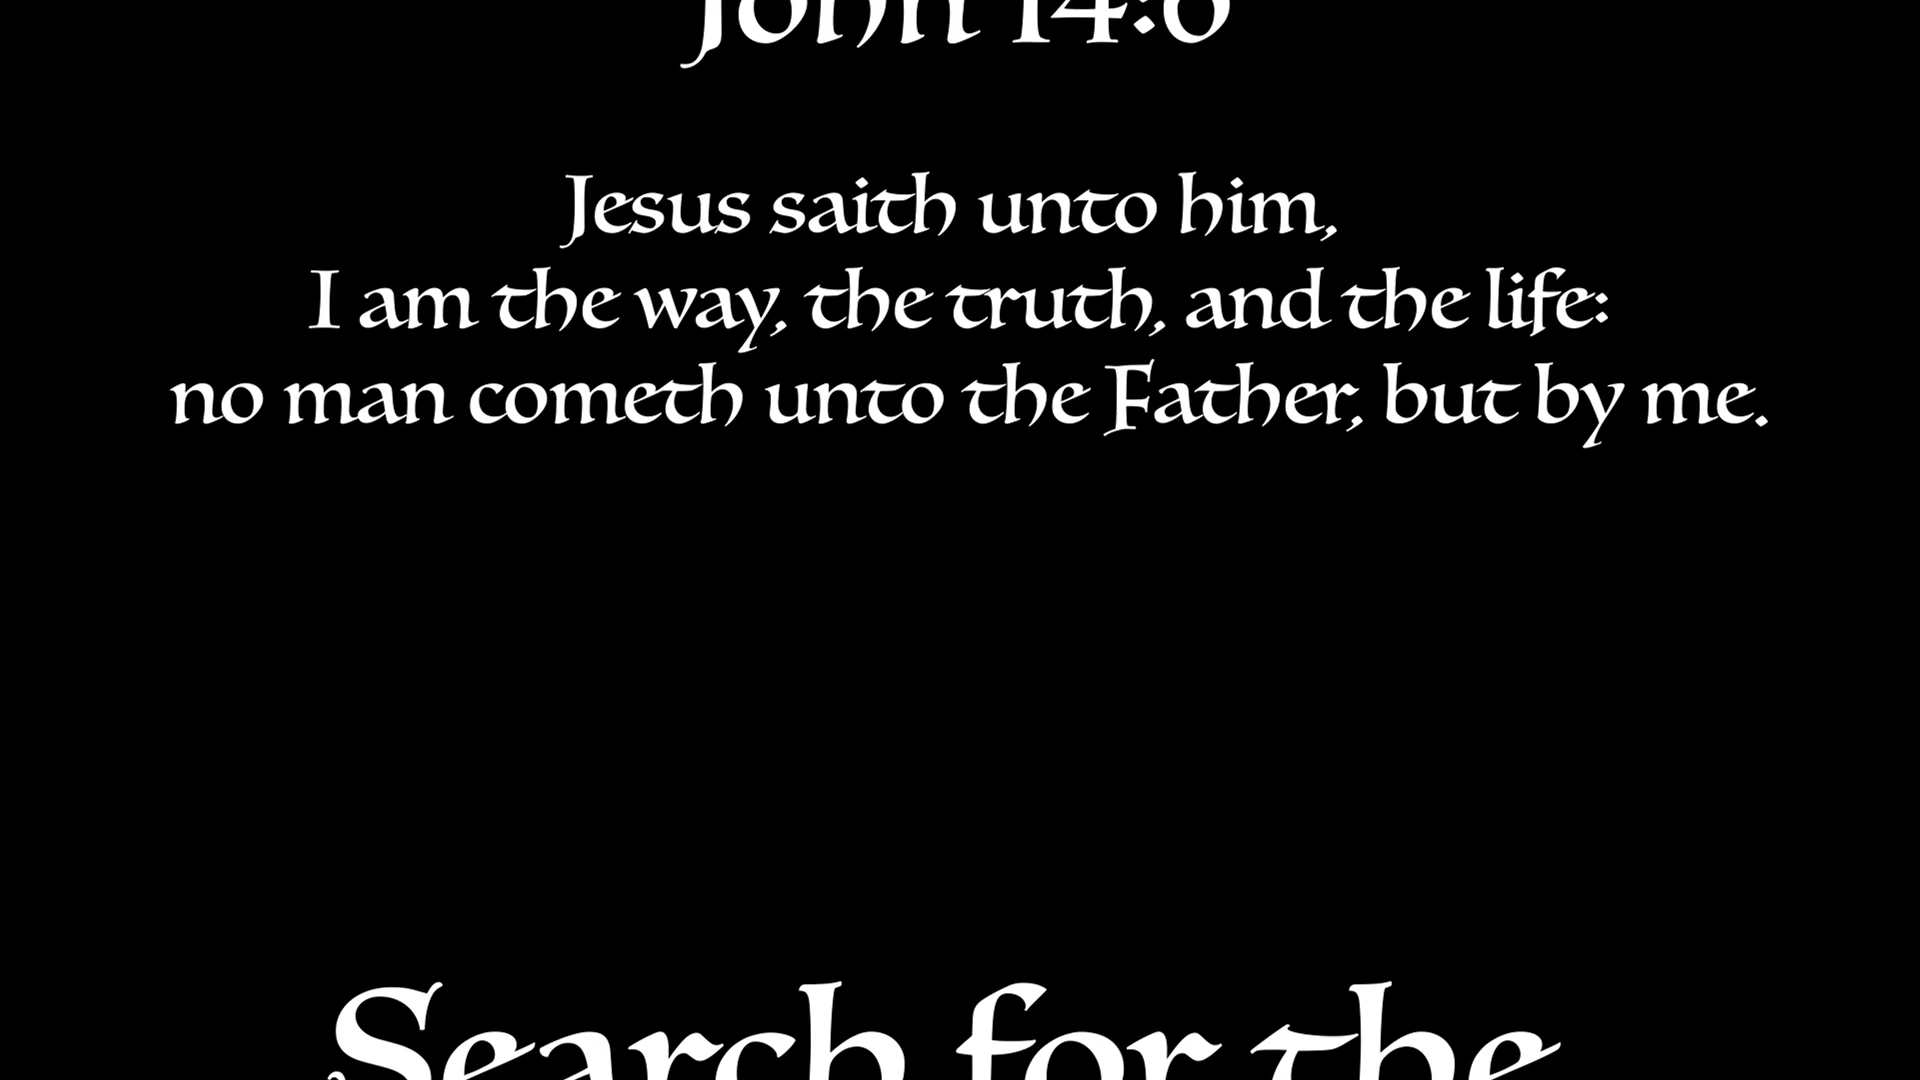 John 14:6
Jesus saith unto him,
I am the way, the truth, and the life:
no man cometh unto the Father, but by me.
Search for the